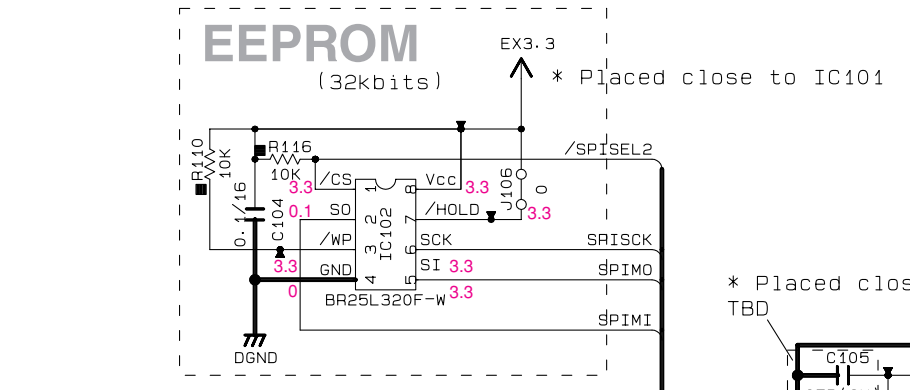 EEPROM
(32kbits)
EX3.3
* Placed close to IC101
R110
10K
R116
10K
/SPISEL2
/CS
3.3
1
8
Vcc
3.3
J106
0
0.1/16
C104
SO
0.1
2
IC102
7
/HOLD
3.3
/WP
3
6
SCK
SRISCK
3.3
GND
4
5
SI
3.3
SPIMO
0
BR25L320F-W
3.3
SPIMI
DGND
* Placed clos
TBD
C105